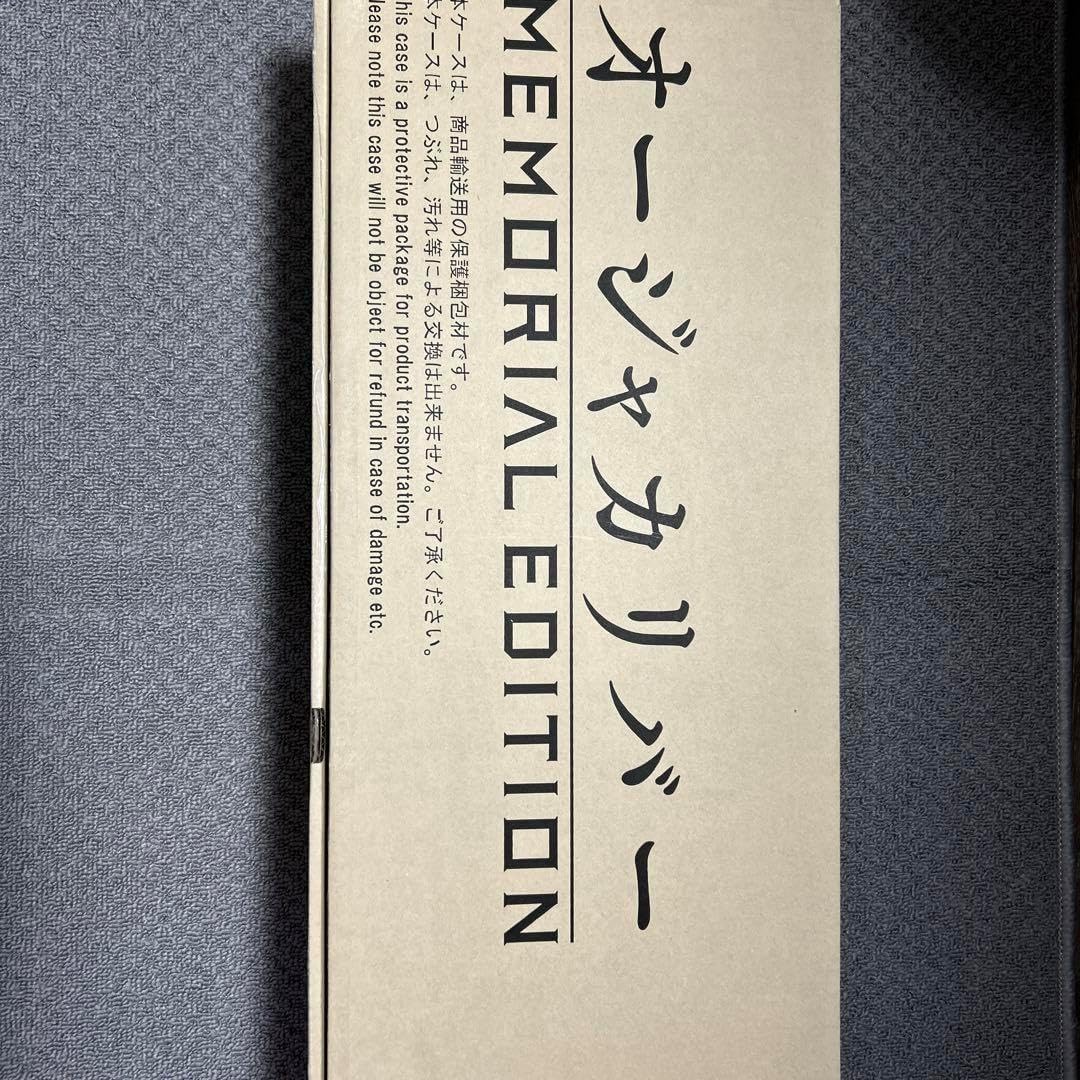 オージャカリバー
MEMORIAL EDITION
本ケースは、商品輸送用の保護梱包材です。
本ケースは、つぶれ、汚れ等による交換は出来ません。ご了承ください。
his case is a protective package for product transportation.
lease note this case will not be object for refund in case of damage etc.